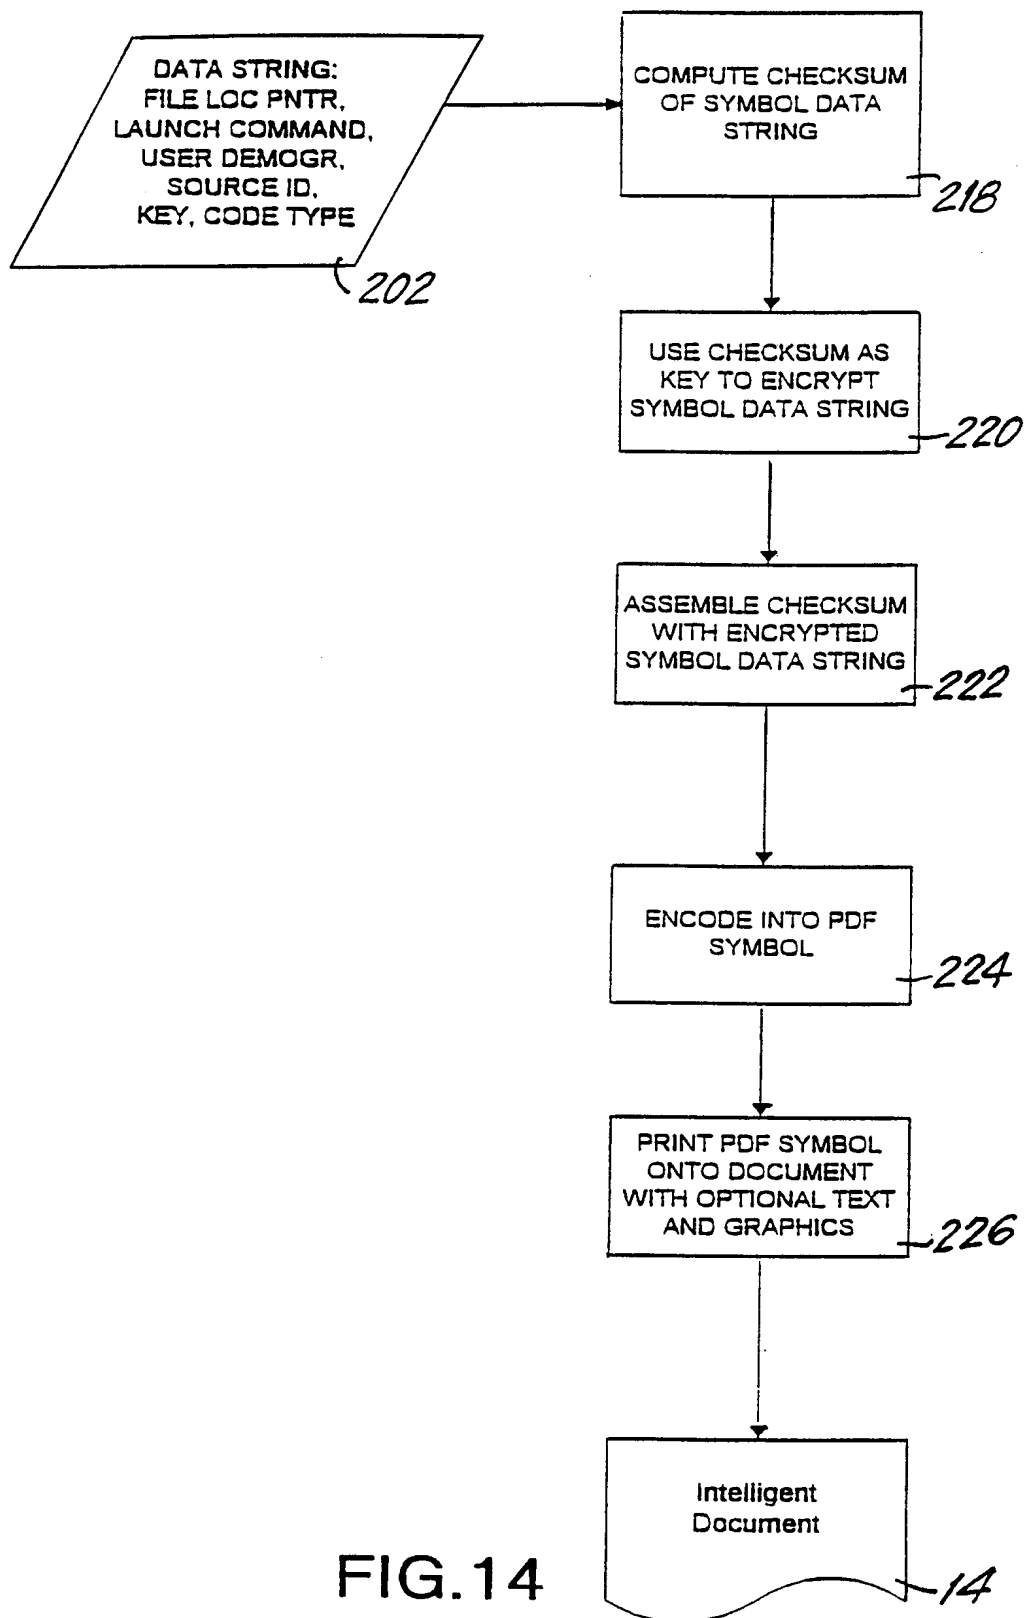 DATA STRING:
FILE LOC PNTR,
LAUNCH COMMAND,
USER DEMOGR,
SOURCE ID,
KEY, CODE TYPE
202
COMPUTE CHECKSUM
OF SYMBOL DATA
STRING
218
USE CHECKSUM AS
KEY TO ENCRYPT
SYMBOL DATA STRING
220
ASSEMBLE CHECKSUM
WITH ENCRYPTED
SYMBOL DATA STRING
222
ENCODE INTO PDF
SYMBOL
224
PRINT PDF SYMBOL
ONTO DOCUMENT
WITH OPTIONAL TEXT
AND GRAPHICS
226
Intelligent
Document
14
FIG.14